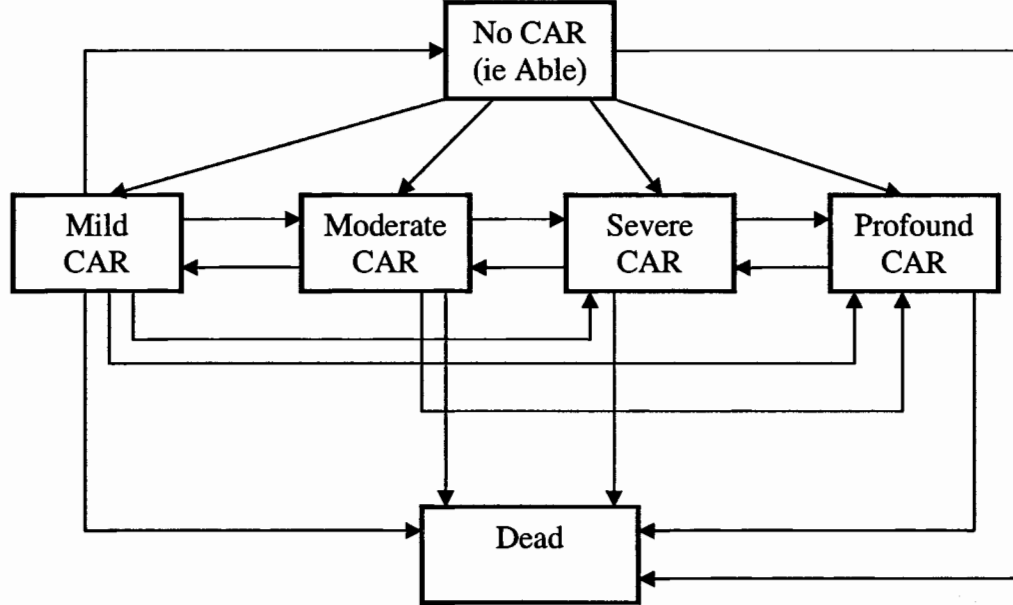 No CAR
(ie Able)
Mild
CAR
Moderate
CAR
Severe
CAR
Profound
CAR
Dead